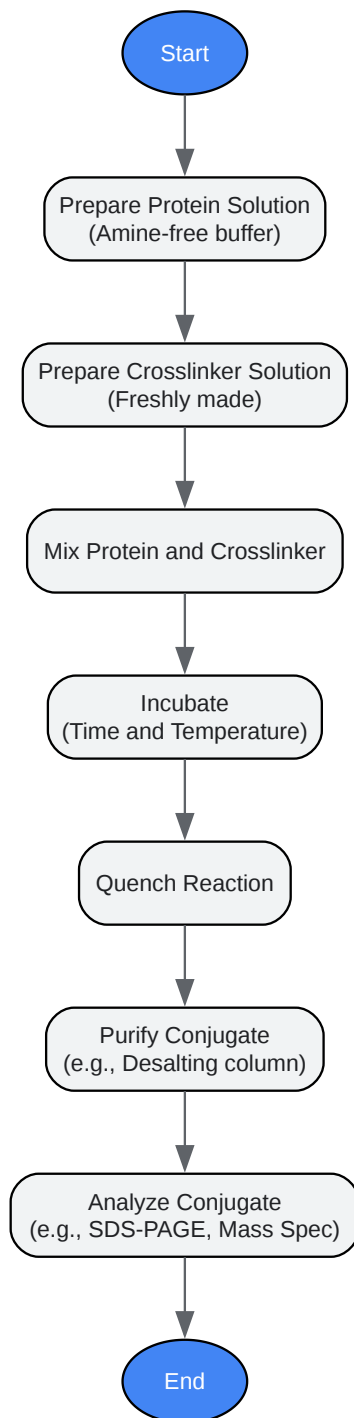 Start
Prepare Protein Solution
(Amine-free buffer)
Prepare Crosslinker Solution
(Freshly made)
Mix Protein and Crosslinker
Incubate
(Time and Temperature)
Quench Reaction
Purify Conjugate
(e.g., Desalting column)
Analyze Conjugate
(e.g., SDS-PAGE, Mass Spec)
End